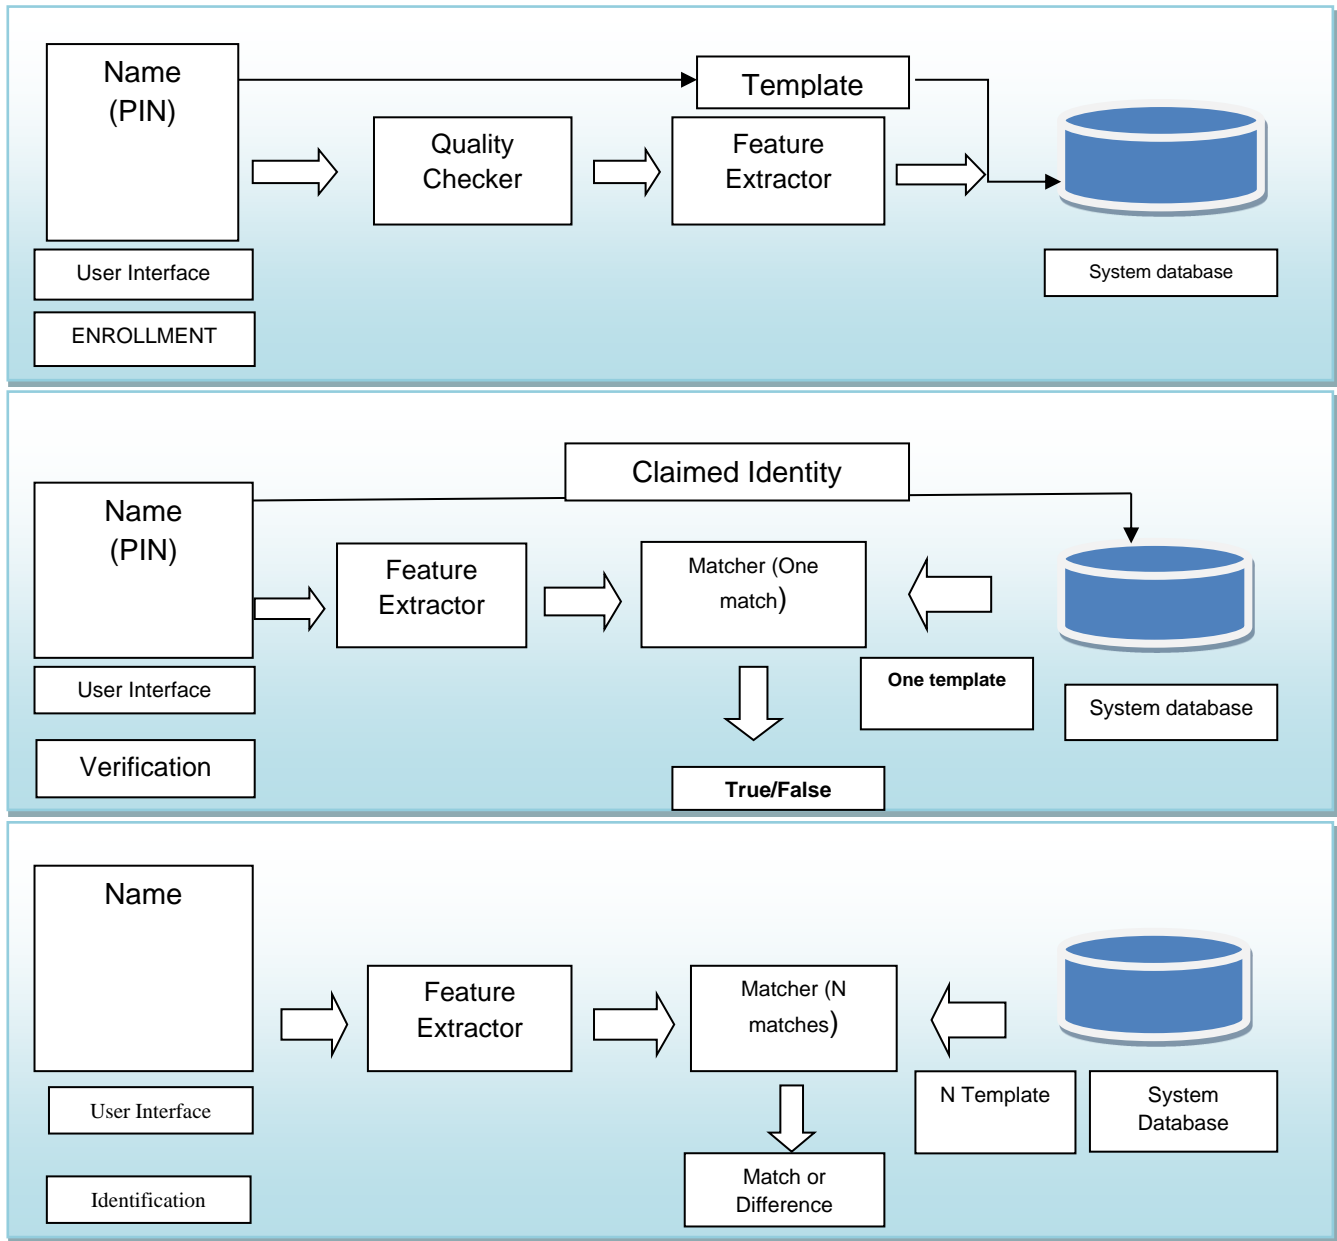 Name
(PIN)
Template
Quality
Checker
Feature
Extractor
User Interface
System database
ENROLLMENT
Claimed Identity
Name
(PIN)
Feature
Extractor
Matcher (One
match)
One template
User Interface
System database
Verification
True/False
Name
Feature
Extractor
Matcher (N
matches)
User Interface
N Template
System
Database
Identification
Match or
Difference